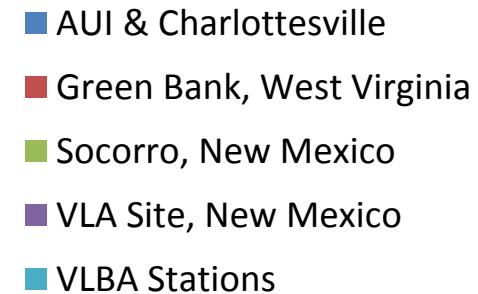 AUI & Charlottesville
Green Bank, West Virginia
Socorro, New Mexico
VLA Site, New Mexico
VLBA Stations